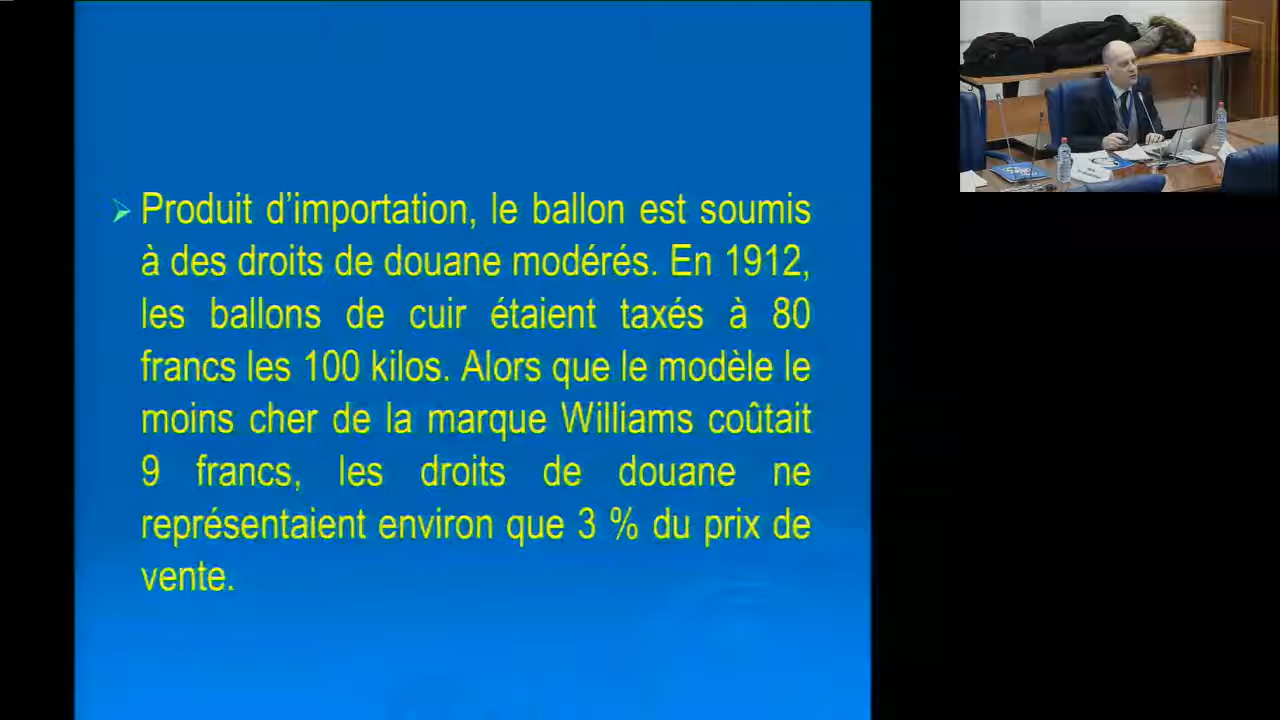 Produit d’importation, le ballon est soumis
à des droits de douane modérés. En 1912,
les ballons de cuir étaient taxés à 80
francs les 100 kilos. Alors que le modèle le
moins cher de la marque Williams coûtait
9 francs, les droits de douane ne
représentaient environ que 3 % du prix de
vente.